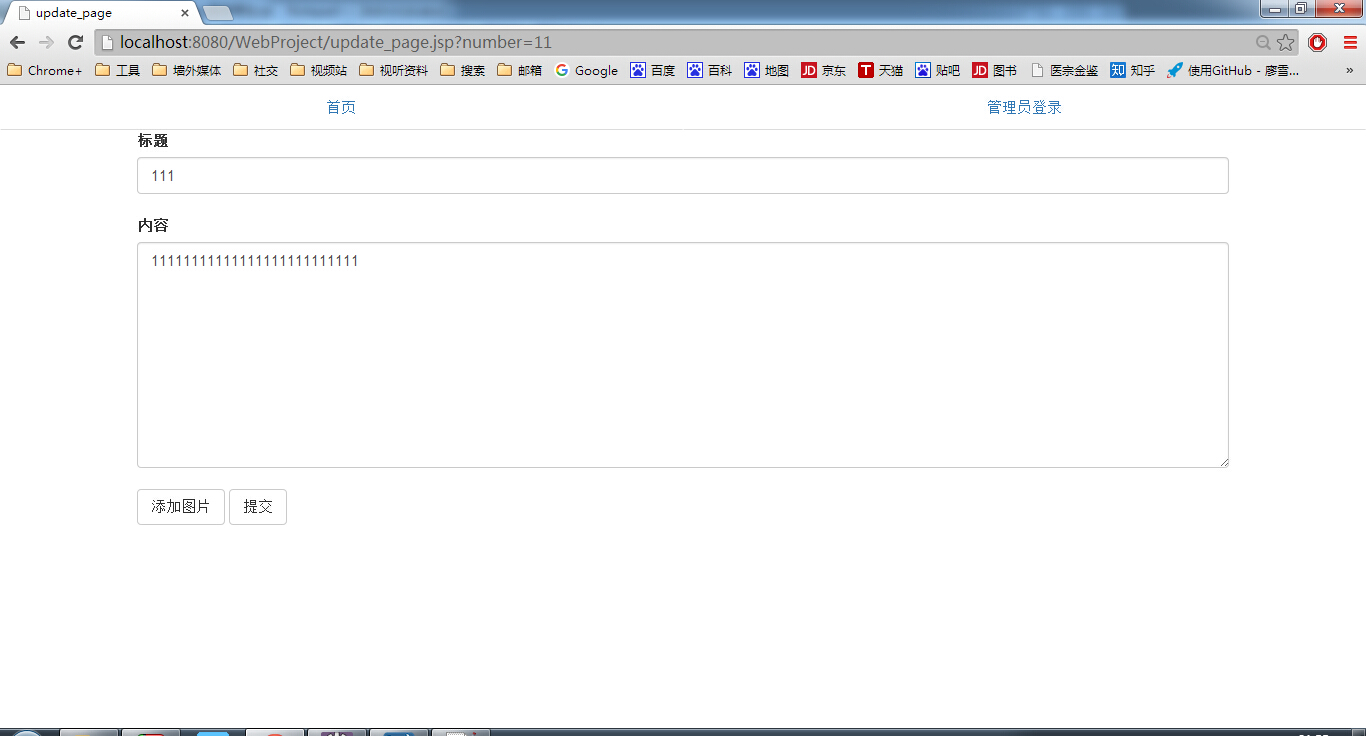 update_page
localhost:8080/WebProject/update_page.jsp?number=11
Chrome+ 工具 墙外媒体 社交 视频站 视听资料 搜索 邮箱 Google 百度 百科 地图 JD 京东 T 天猫 贴吧 JD 图书 医宗金鉴 知 知乎 使用GitHub - 廖雪... »
首页 管理员登录
标题
111
内容
11111111111111111111111111
添加图片 提交